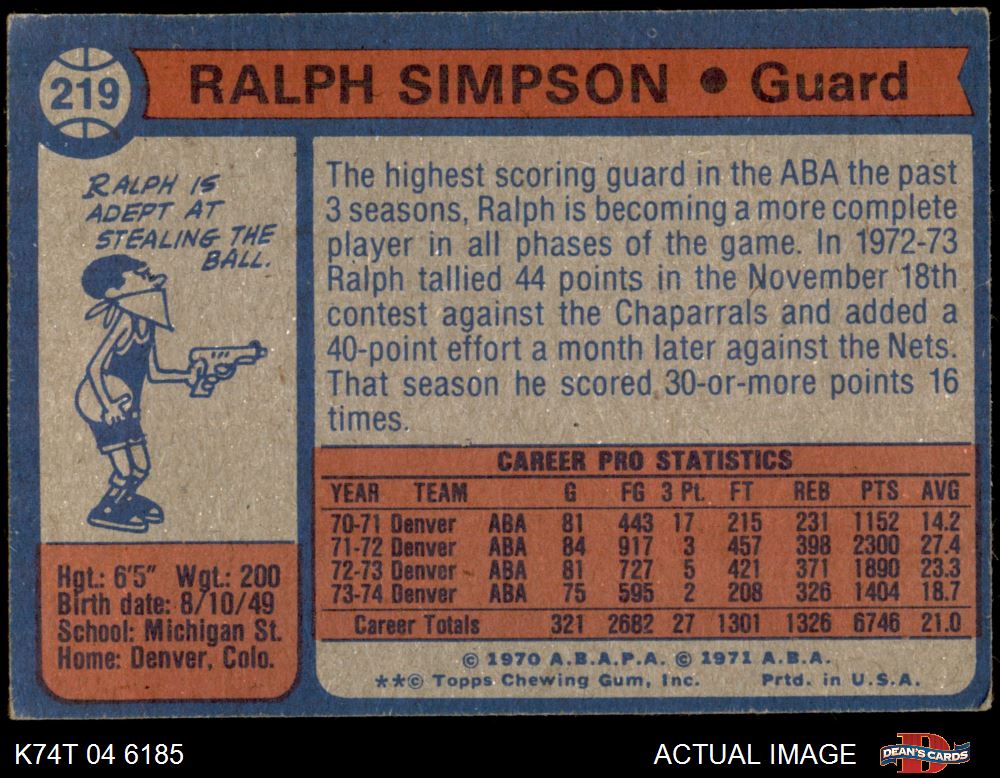 219
RALPH SIMPSON • Guard
RALPH IS
ADEPT AT
STEALING THE
BALL.
Hgt.: 6'5" Wgt.: 200
Birth date: 8/10/49
School: Michigan St.
Home: Denver, Colo.
The highest scoring guard in the ABA the past
3 seasons, Ralph is becoming a more complete
player in all phases of the game. In 1972-73
Ralph tallied 44 points in the November 18th
contest against the Chaparrals and added a
40-point effort a month later against the Nets.
That season he scored 30-or-more points 16
times.
CAREER PRO STATISTICS
YEAR TEAM G FG 3 Pt. FT REB PTS AVG
70-71 Denver ABA 81 443 17 215 231 1152 14.2
71-72 Denver ABA 84 917 3 457 398 2300 27.4
72-73 Denver ABA 81 727 5 421 371 1890 23.3
73-74 Denver ABA 75 595 2 208 326 1404 18.7
Career Totals 321 2682 27 1301 1326 6746 21.0
© 1970 A.B.A.P.A. © 1971 A.B.A.
**© Topps Chewing Gum, Inc. Prtd. in U.S.A.
K74T 04 6185 ACTUAL IMAGE
D
DEAN'S CARDS